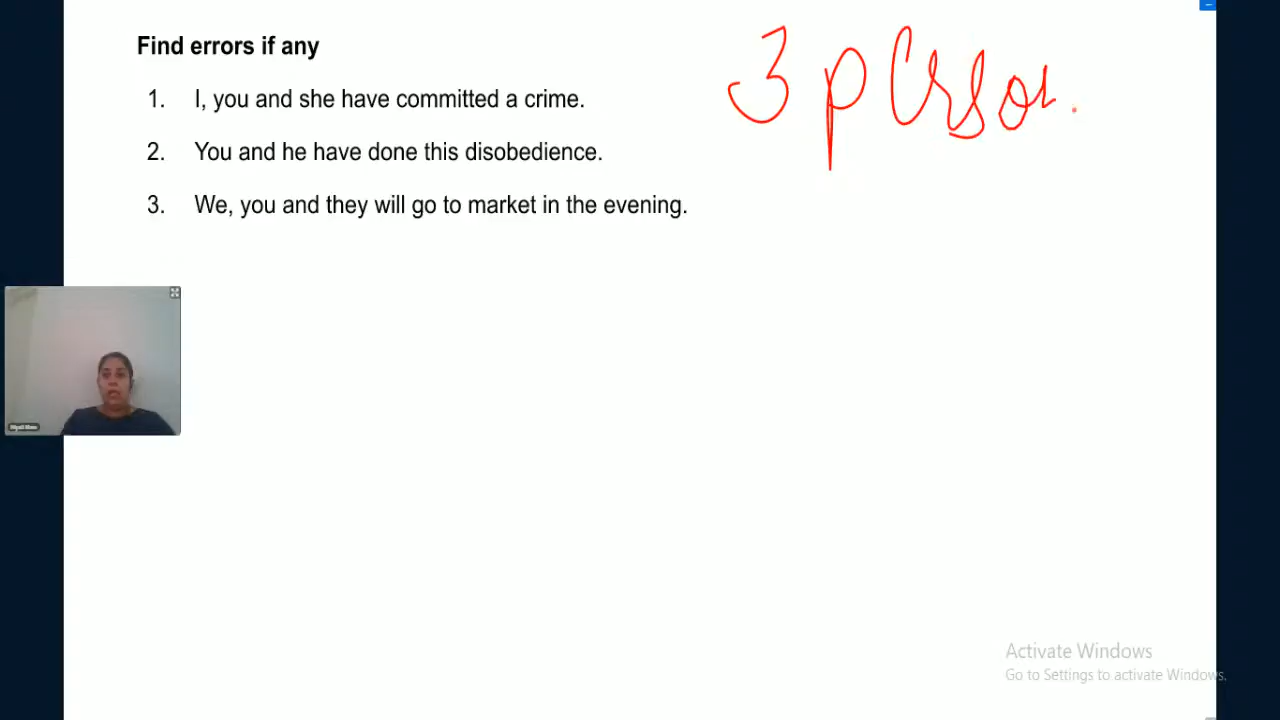 Find errors if any
3 person.
1. I, you and she have committed a crime.
2. You and he have done this disobedience.
3. We, you and they will go to market in the evening.
Activate Windows
Go to Settings to activate Windows.